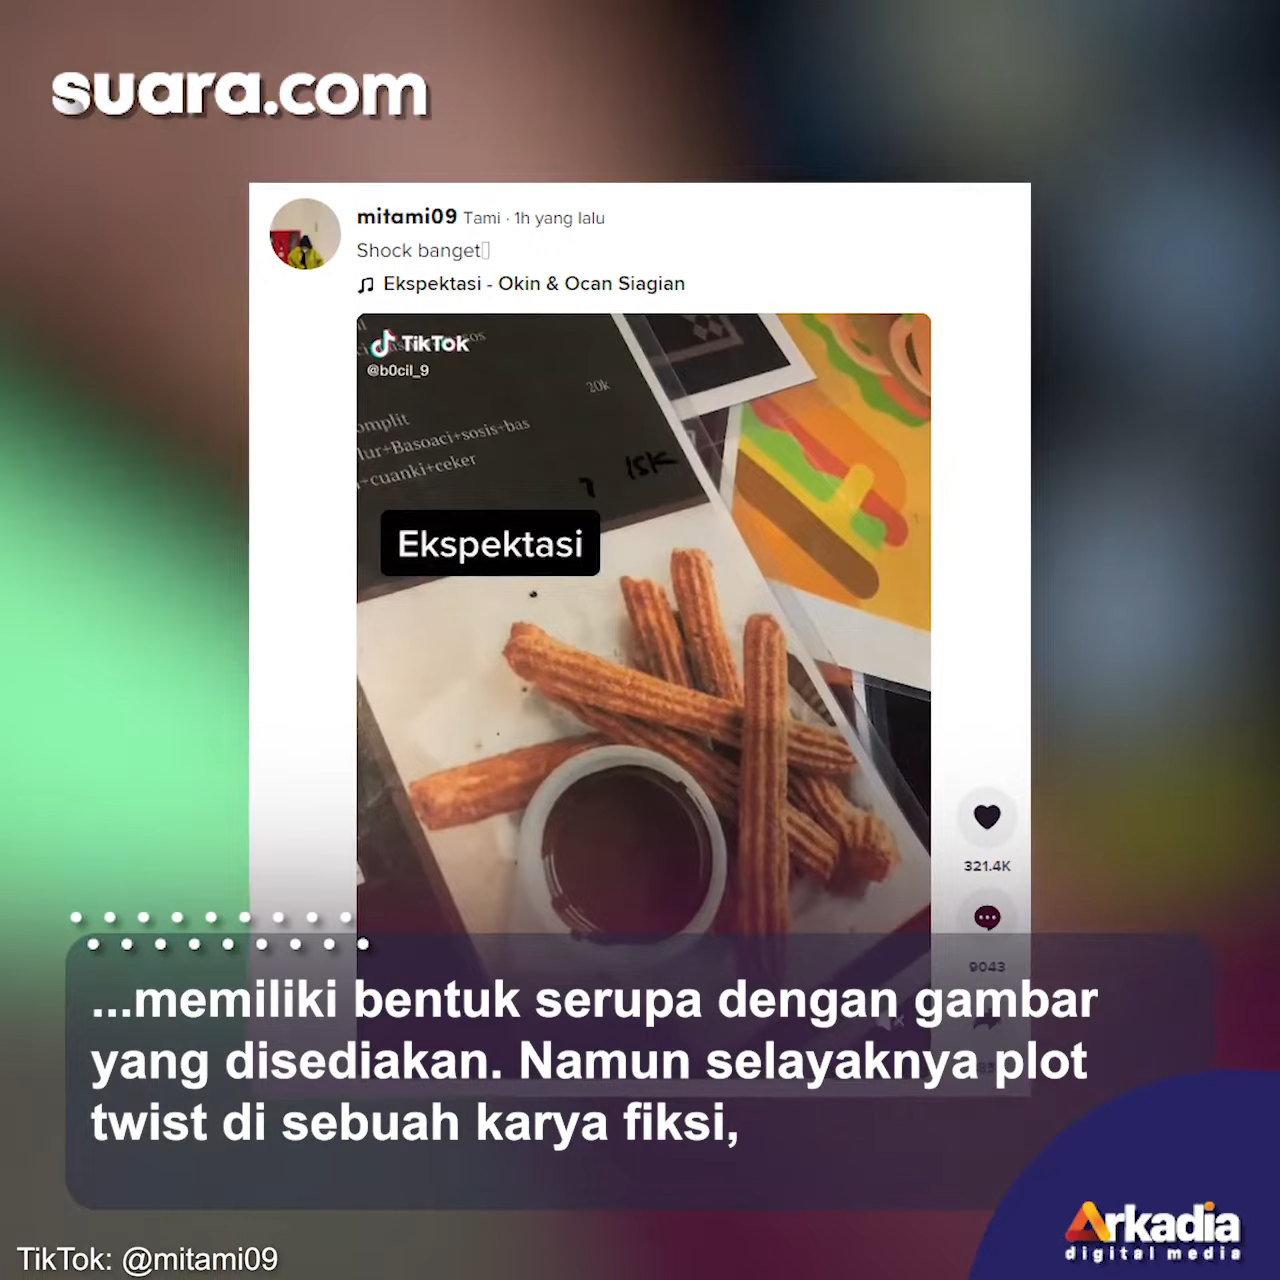 suara.com
mitami09 Tami · 1h yang lalu
Shock banget
♫ Ekspektasi - Okin & Ocan Siagian
TikTok
@b0cil_9
20k
omplit
lur+Basoaci+sosis+bas
+cuanki+ceker
15K
Ekspektasi
321.4K
9043
...memiliki bentuk serupa dengan gambar
yang disediakan. Namun selayaknya plot
twist di sebuah karya fiksi,
Arkadia
digital media
TikTok: @mitami09